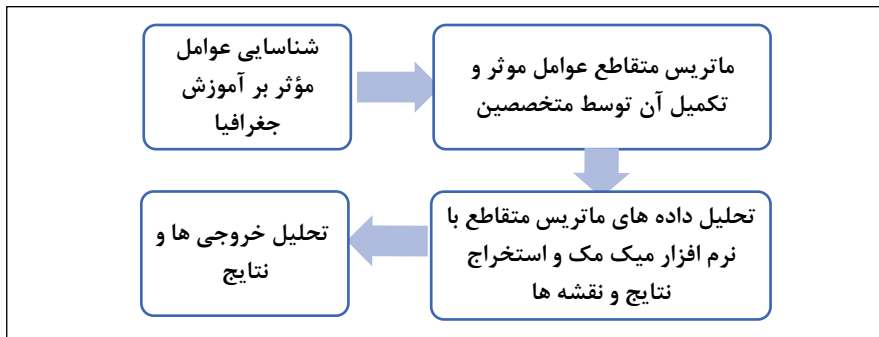 شناسایی عوامل
مؤثر بر آموزش
جغرافیا
ماتریس متقاطع عوامل موثر و
تکمیل آن توسط متخصصین
تحلیل داده های ماتریس متقاطع با
نرم افزار میک مک و استخراج
نتایج و نقشه ها
تحلیل خروجی ها و
نتایج